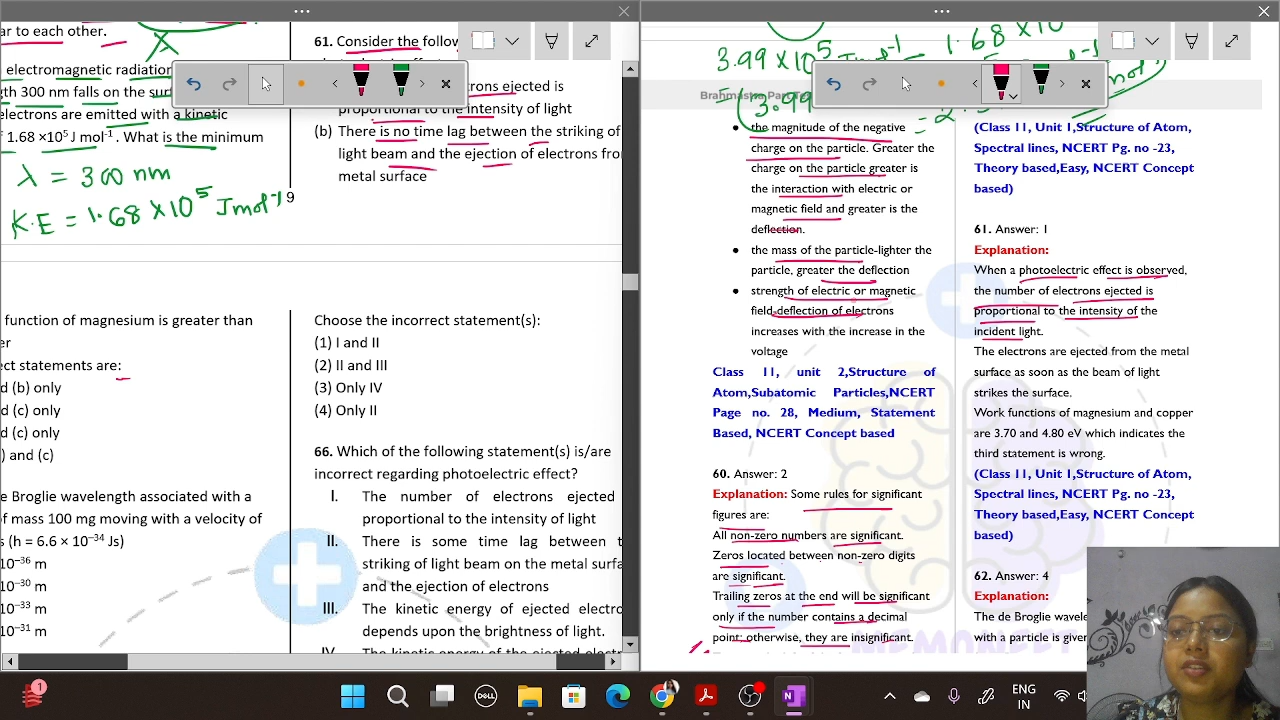 ar to each other.
electromagnetic radiation
gth 300 nm falls on the sur
electrons are emitted with a kinetic
1.68 ×10⁵ J mol⁻¹ . What is the minimum
λ = 300 nm
K.E = 1.68 × 10⁵ Jmol⁻¹
9
61. Consider the follow
trons ejected is
proportional to the intensity of light
(b) There is no time lag between the striking of
light beam and the ejection of electrons fro
metal surface
function of magnesium is greater than
er
ct statements are:
d (b) only
d (c) only
d (c) only
) and (c)
e Broglie wavelength associated with a
of mass 100 mg moving with a velocity of
s (h = 6.6 × 10⁻³⁴ Js)
10⁻³⁶ m
10⁻³⁰ m
10⁻³³ m
10⁻³¹ m
Choose the incorrect statement(s):
(1) I and II
(2) II and III
(3) Only IV
(4) Only II
66. Which of the following statement(s) is/are
incorrect regarding photoelectric effect?
I. The number of electrons ejected
proportional to the intensity of light
II. There is some time lag between t
striking of light beam on the metal surfa
and the ejection of electrons
III. The kinetic energy of ejected electro
depends upon the brightness of light.
3.99 × 10⁵ Jmol⁻¹ – 1.68 × 10
= (3.99
= 2.
Brahmastra Part Te
• the magnitude of the negative
charge on the particle. Greater the
charge on the particle greater is
the interaction with electric or
magnetic field and greater is the
deflection.
• the mass of the particle-lighter the
particle, greater the deflection
• strength of electric or magnetic
field-deflection of electrons
increases with the increase in the
voltage
Class 11, unit 2,Structure of
Atom,Subatomic Particles,NCERT
Page no. 28, Medium, Statement
Based, NCERT Concept based
60. Answer: 2
Explanation: Some rules for significant
figures are:
All non-zero numbers are significant.
Zeros located between non-zero digits
are significant.
Trailing zeros at the end will be significant
only if the number contains a decimal
point; otherwise, they are insignificant.
(Class 11, Unit 1,Structure of Atom,
Spectral lines, NCERT Pg. no -23,
Theory based,Easy, NCERT Concept
based)
61. Answer: 1
Explanation:
When a photoelectric effect is observed,
the number of electrons ejected is
proportional to the intensity of the
incident light.
The electrons are ejected from the metal
surface as soon as the beam of light
strikes the surface.
Work functions of magnesium and copper
are 3.70 and 4.80 eV which indicates the
third statement is wrong.
(Class 11, Unit 1,Structure of Atom,
Spectral lines, NCERT Pg. no -23,
Theory based,Easy, NCERT Concept
based)
62. Answer: 4
Explanation:
The de Broglie wavele
with a particle is given
1
DELL
ENG
IN